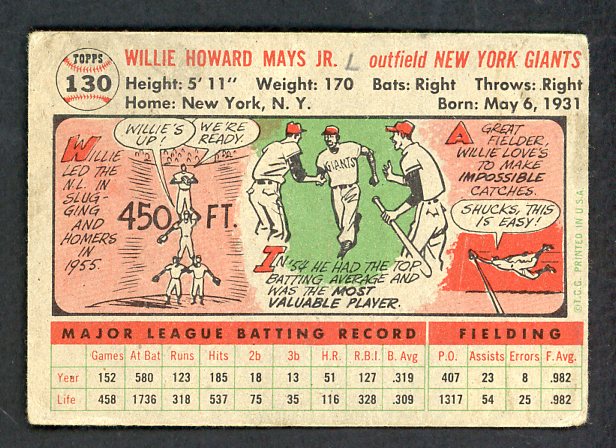 TOPPS
130
WILLIE HOWARD MAYS JR. L outfield NEW YORK GIANTS
Height: 5' 11" Weight: 170 Bats: Right Throws: Right
Home: New York, N. Y. Born: May 6, 1931
WILLIE
LED THE
N.L. IN
SLUG-
GING
AND
HOMERS
IN
1955.
WILLIE'S
UP!
WE'RE
READY.
450 FT.
GIANTS
IN '54 HE HAD THE TOP
BATTING AVERAGE AND
WAS THE MOST
VALUABLE PLAYER.
A GREAT
FIELDER,
WILLIE LOVE'S
TO MAKE
IMPOSSIBLE
CATCHES.
SHUCKS, THIS
IS EASY!
©T.C.G. PRINTED IN U.S.A.
MAJOR LEAGUE BATTING RECORD FIELDING
Games At Bat Runs Hits 2b 3b H.R. R.B.I. B. Avg P.O. Assists Errors F. Avg.
Year 152 580 123 185 18 13 51 127 .319 407 23 8 .982
Life 458 1736 318 537 75 35 116 328 .309 1317 54 25 .982